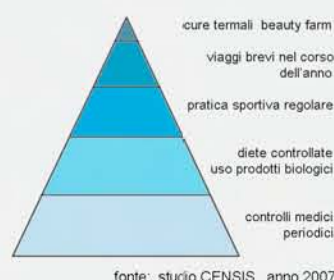 cure termali beauty farm
viaggi brevi nel corso
dell'anno
pratica sportiva regolare
diete controllate
uso prodotti biologici
controlli medici
periodici
fonte: studio CENSIS anno 2002